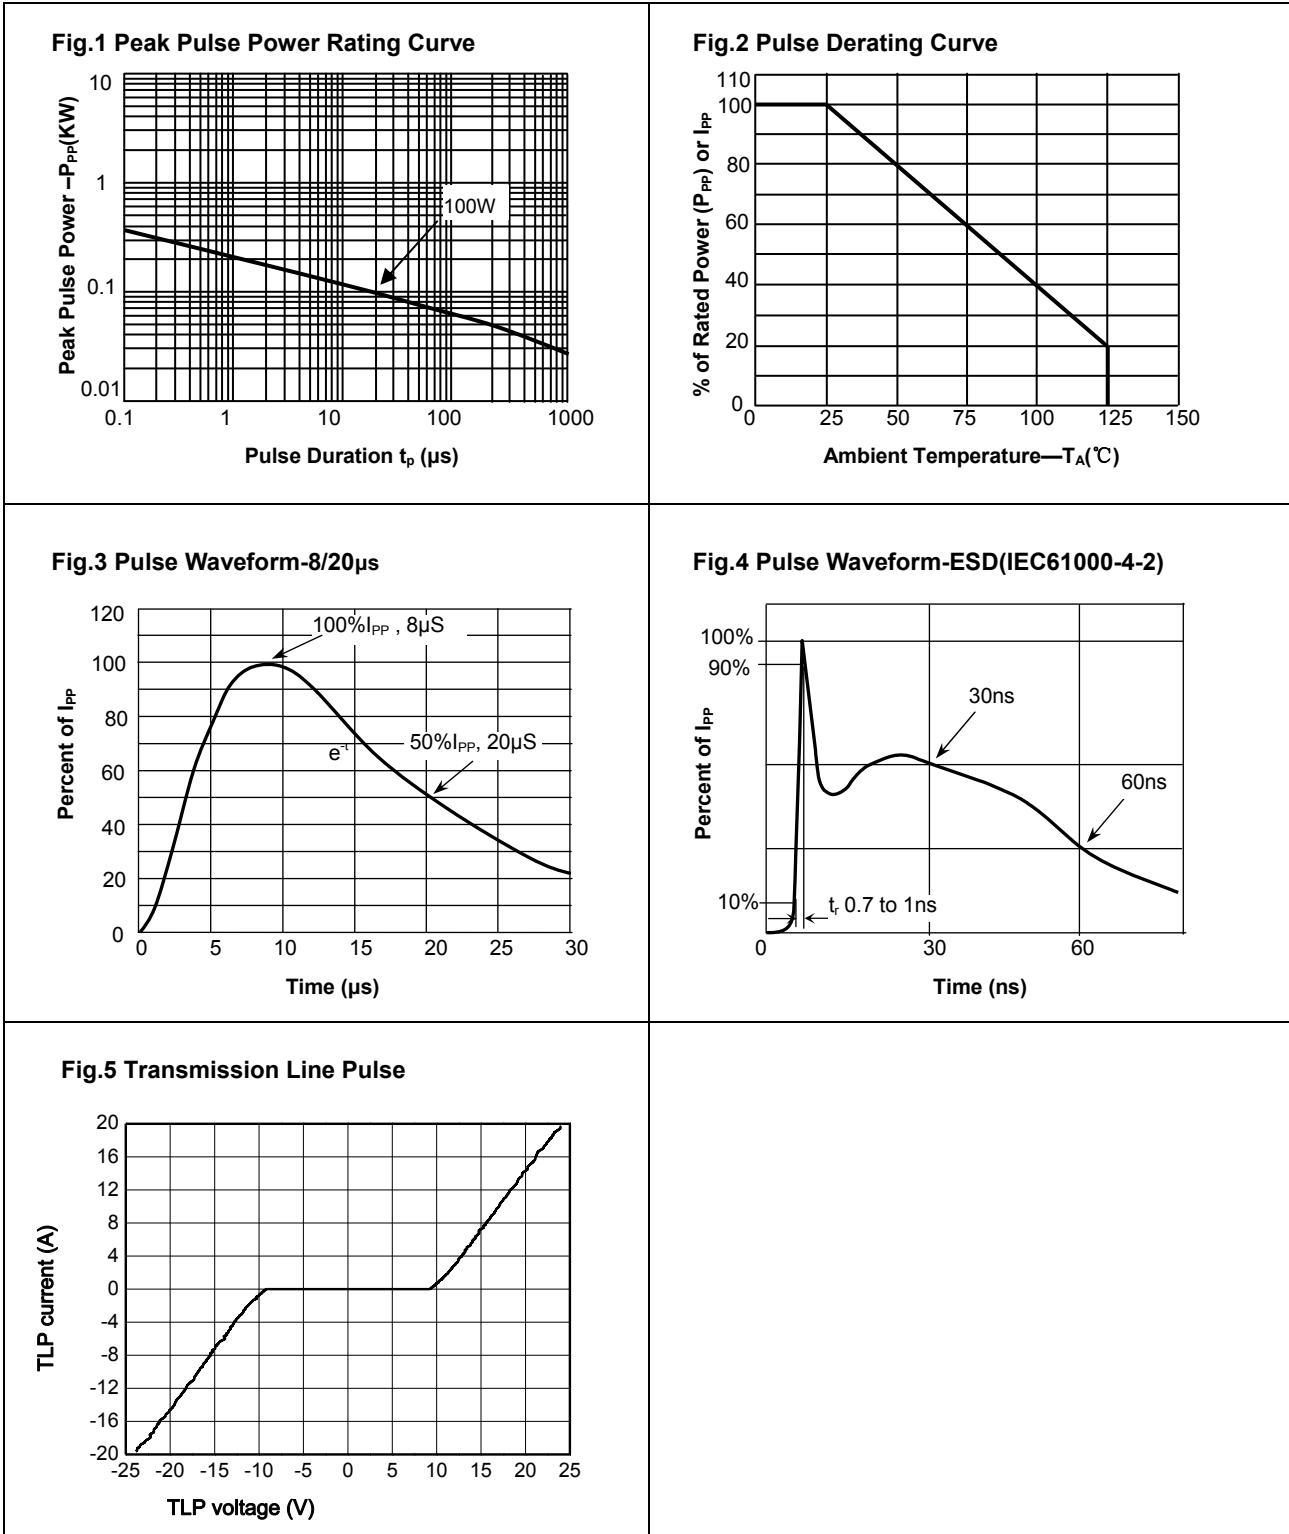 Fig.1 Peak Pulse Power Rating Curve
Peak Pulse Power –PPP(KW)
10
1
0.1
0.01
100W
0.1 1 10 100 1000
Pulse Duration tp (µs)
Fig.2 Pulse Derating Curve
% of Rated Power (PPP) or IPP
110
100
80
60
40
20
0
0 25 50 75 100 125 150
Ambient Temperature—TA(℃)
Fig.3 Pulse Waveform-8/20µs
Percent of IPP
120
100
80
60
40
20
0
100%IPP , 8µS
e-t
50%IPP, 20µS
0 5 10 15 20 25 30
Time (µs)
Fig.4 Pulse Waveform-ESD(IEC61000-4-2)
Percent of IPP
100%
90%
10%
30ns
60ns
tr 0.7 to 1ns
0 30 60
Time (ns)
Fig.5 Transmission Line Pulse
TLP current (A)
20
16
12
8
4
0
-4
-8
-12
-16
-20
-25 -20 -15 -10 -5 0 5 10 15 20 25
TLP voltage (V)